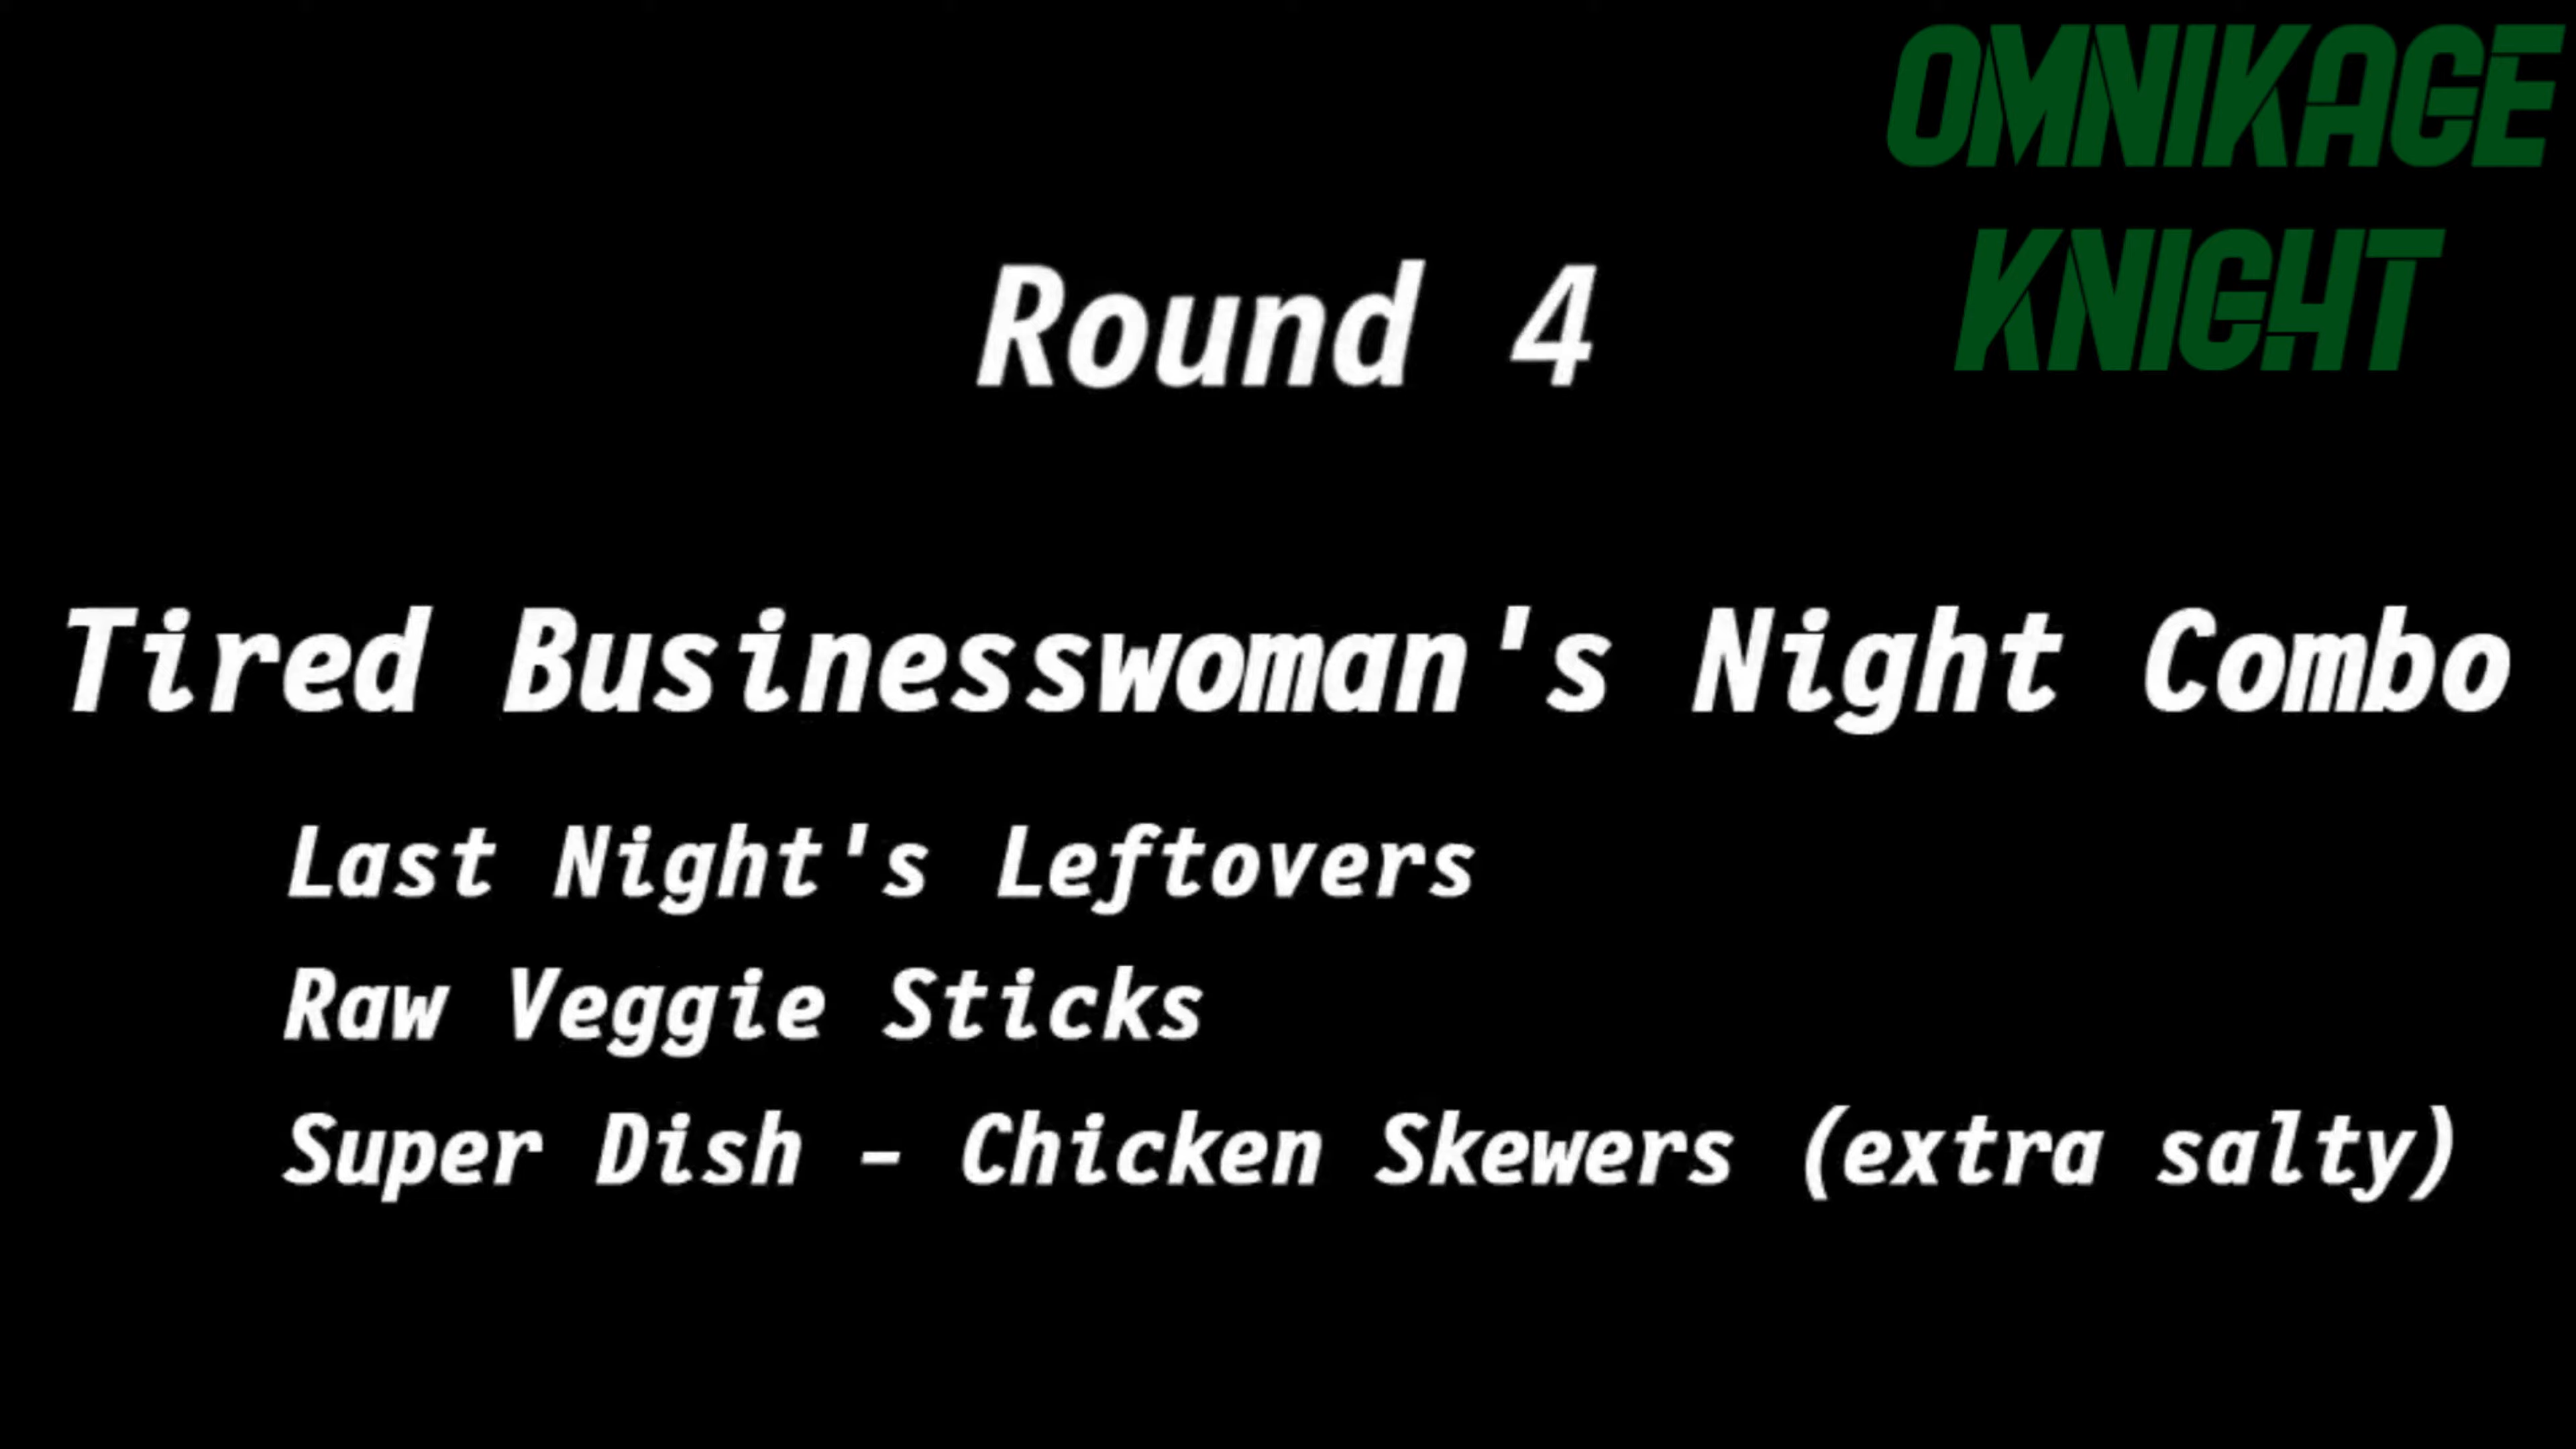 OMNIKAGE
KNIGHT
Round 4
Tired Businesswoman's Night Combo
Last Night's Leftovers
Raw Veggie Sticks
Super Dish – Chicken Skewers (extra salty)